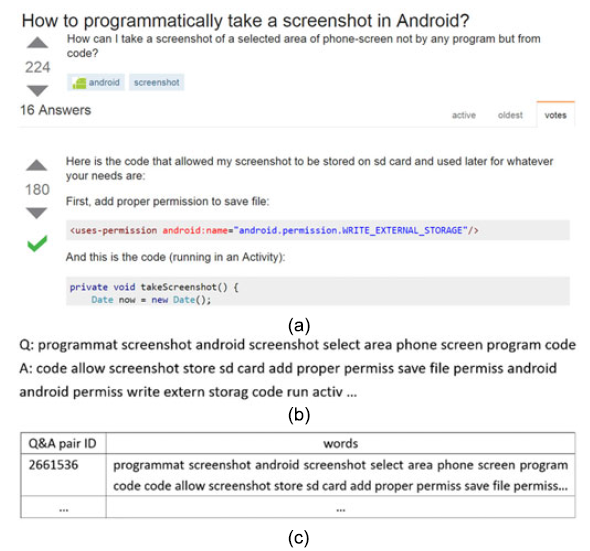 How to programmatically take a screenshot in Android?
How can I take a screenshot of a selected area of phone-screen not by any program but from
code?
224
android screenshot
16 Answers
active oldest votes
Here is the code that allowed my screenshot to be stored on sd card and used later for whatever
your needs are:
180
First, add proper permission to save file:
<uses-permission android:name="android.permission.WRITE_EXTERNAL_STORAGE"/>
And this is the code (running in an Activity):
private void takeScreenshot() {
Date now = new Date();
(a)
Q: programmat screenshot android screenshot select area phone screen program code
A: code allow screenshot store sd card add proper permiss save file permiss android
android permiss write extern storag code run activ ...
(b)
Q&A pair ID words
2661536 programmat screenshot android screenshot select area phone screen program
code code allow screenshot store sd card add proper permiss save file permiss...
... ...
(c)